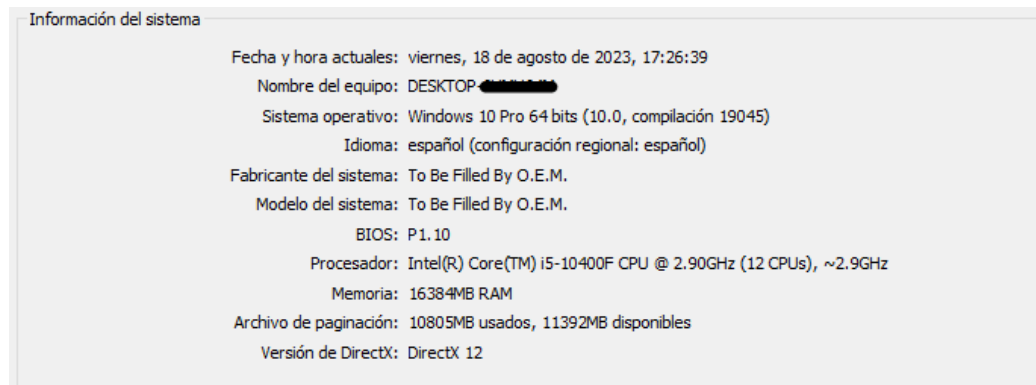 Información del sistema
Fecha y hora actuales: viernes, 18 de agosto de 2023, 17:26:39
Nombre del equipo: DESKTOP-
Sistema operativo: Windows 10 Pro 64 bits (10.0, compilación 19045)
Idioma: español (configuración regional: español)
Fabricante del sistema: To Be Filled By O.E.M.
Modelo del sistema: To Be Filled By O.E.M.
BIOS: P1.10
Procesador: Intel(R) Core(TM) i5-10400F CPU @ 2.90GHz (12 CPUs), ~2.9GHz
Memoria: 16384MB RAM
Archivo de paginación: 10805MB usados, 11392MB disponibles
Versión de DirectX: DirectX 12